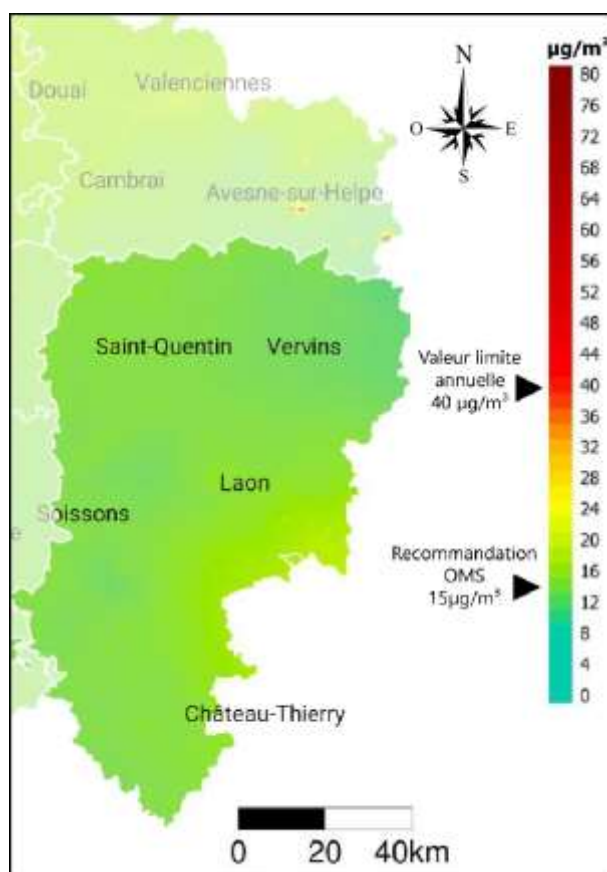 µg/m³
N
O
E
S
Douai
Valenciennes
Cambrai
Avesne-sur-Helpe
Saint-Quentin
Vervins
Laon
Soissons
e
Château-Thierry
Valeur limite
annuelle
40 µg/m³
Recommandation
OMS
15µg/m³
80
76
72
68
64
60
56
52
48
44
40
36
32
28
24
20
16
12
8
4
0
0
20
40km